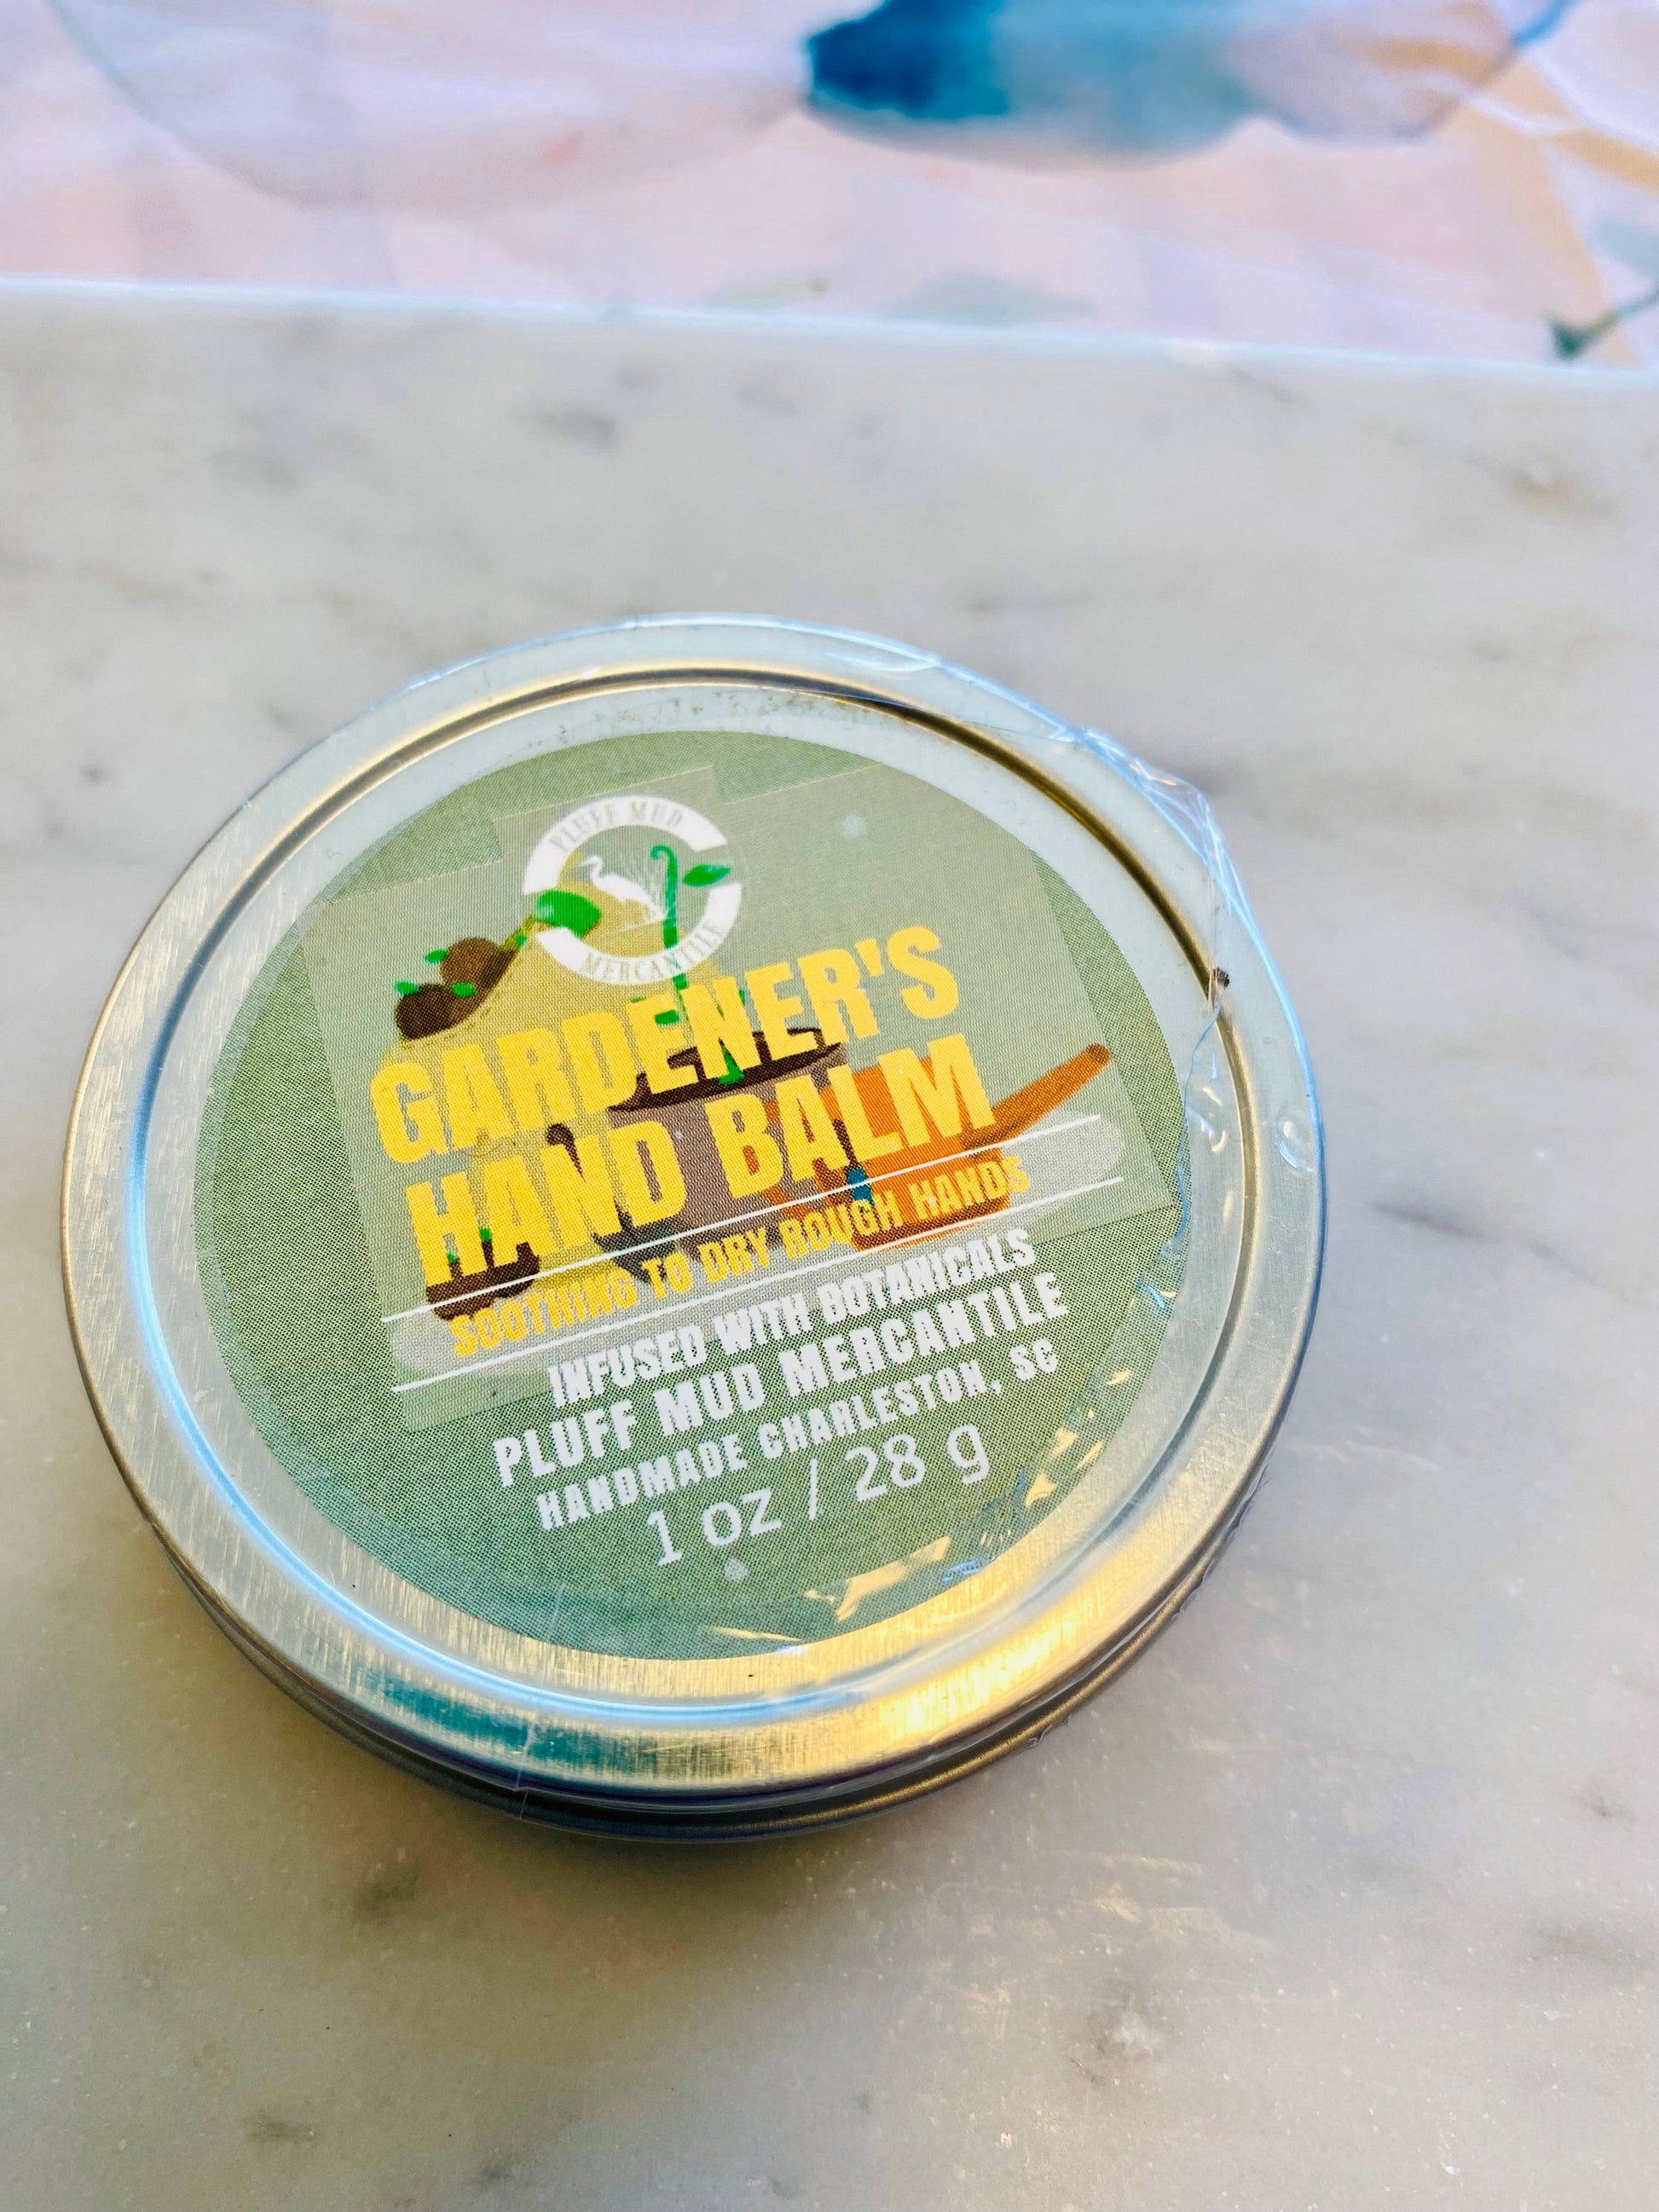 PLUFF MUD
MERCANTILE
GARDENER'S
HAND BALM
SOOTHING TO DRY ROUGH HANDS
INFUSED WITH BOTANICALS
PLUFF MUD MERCANTILE
HANDMADE CHARLESTON, SC
1 oz / 28 g